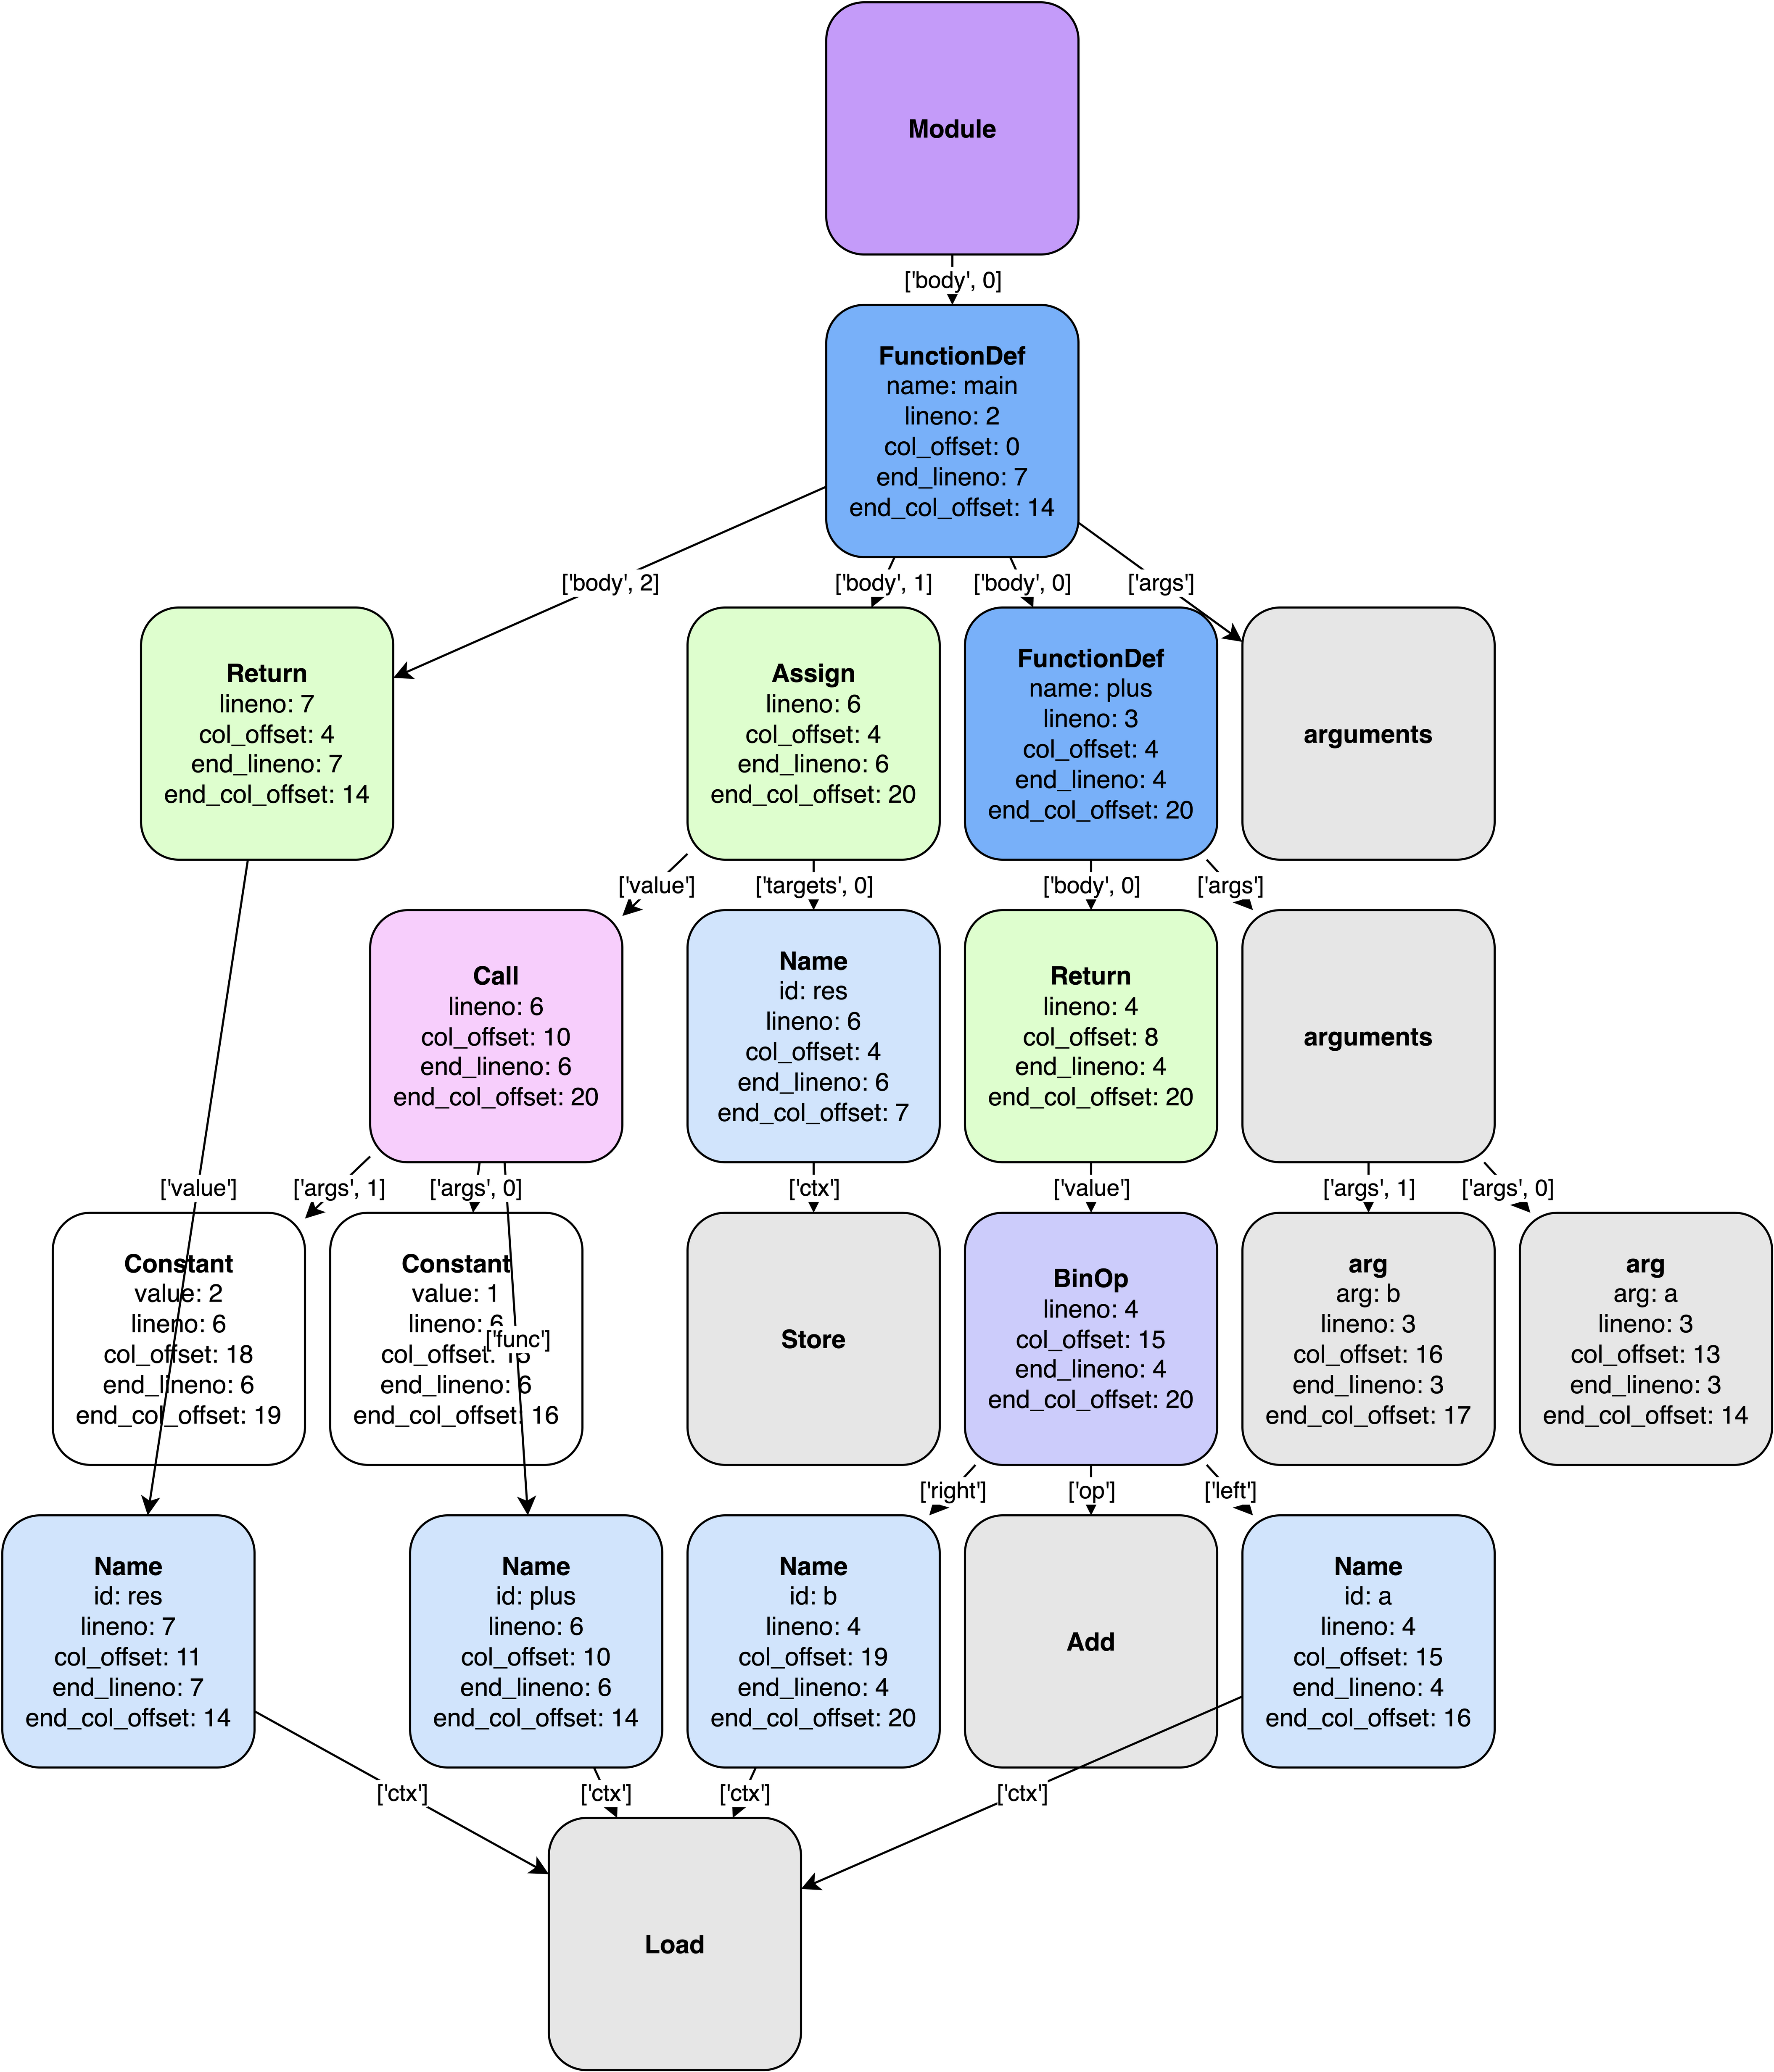 Module
['body', 0]
FunctionDef
name: main
lineno: 2
col_offset: 0
end_lineno: 7
end_col_offset: 14
['body', 2]
['body', 1]
['body', 0]
['args']
Return
lineno: 7
col_offset: 4
end_lineno: 7
end_col_offset: 14
Assign
lineno: 6
col_offset: 4
end_lineno: 6
end_col_offset: 20
FunctionDef
name: plus
lineno: 3
col_offset: 4
end_lineno: 4
end_col_offset: 20
arguments
['value']
['targets', 0]
['body', 0]
['args']
Call
lineno: 6
col_offset: 10
end_lineno: 6
end_col_offset: 20
Name
id: res
lineno: 6
col_offset: 4
end_lineno: 6
end_col_offset: 7
Return
lineno: 4
col_offset: 8
end_lineno: 4
end_col_offset: 20
arguments
['value']
['args', 1]
['args', 0]
['ctx']
['value']
['args', 1]
['args', 0]
Constant
value: 2
lineno: 6
col_offset: 18
end_lineno: 6
end_col_offset: 19
Constant
value: 1
lineno: 6
['func']
col_offset: 15
end_lineno: 6
end_col_offset: 16
Store
BinOp
lineno: 4
col_offset: 15
end_lineno: 4
end_col_offset: 20
arg
arg: b
lineno: 3
col_offset: 16
end_lineno: 3
end_col_offset: 17
arg
arg: a
lineno: 3
col_offset: 13
end_lineno: 3
end_col_offset: 14
['right']
['op']
['left']
Name
id: res
lineno: 7
col_offset: 11
end_lineno: 7
end_col_offset: 14
Name
id: plus
lineno: 6
col_offset: 10
end_lineno: 6
end_col_offset: 14
Name
id: b
lineno: 4
col_offset: 19
end_lineno: 4
end_col_offset: 20
Add
Name
id: a
lineno: 4
col_offset: 15
end_lineno: 4
end_col_offset: 16
['ctx']
['ctx']
['ctx']
['ctx']
Load